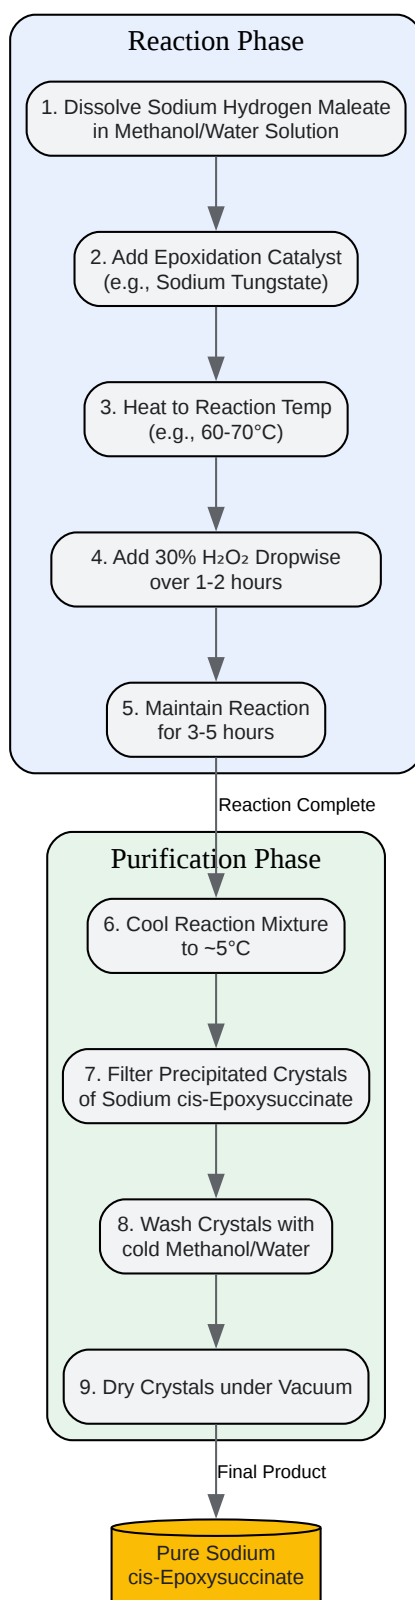 Reaction Phase
1. Dissolve Sodium Hydrogen Maleate
in Methanol/Water Solution
2. Add Epoxidation Catalyst
(e.g., Sodium Tungstate)
3. Heat to Reaction Temp
(e.g., 60-70°C)
4. Add 30% H₂O₂ Dropwise
over 1-2 hours
5. Maintain Reaction
for 3-5 hours
Reaction Complete
Purification Phase
6. Cool Reaction Mixture
to ~5°C
7. Filter Precipitated Crystals
of Sodium cis-Epoxysuccinate
8. Wash Crystals with
cold Methanol/Water
9. Dry Crystals under Vacuum
Final Product
Pure Sodium
cis-Epoxysuccinate